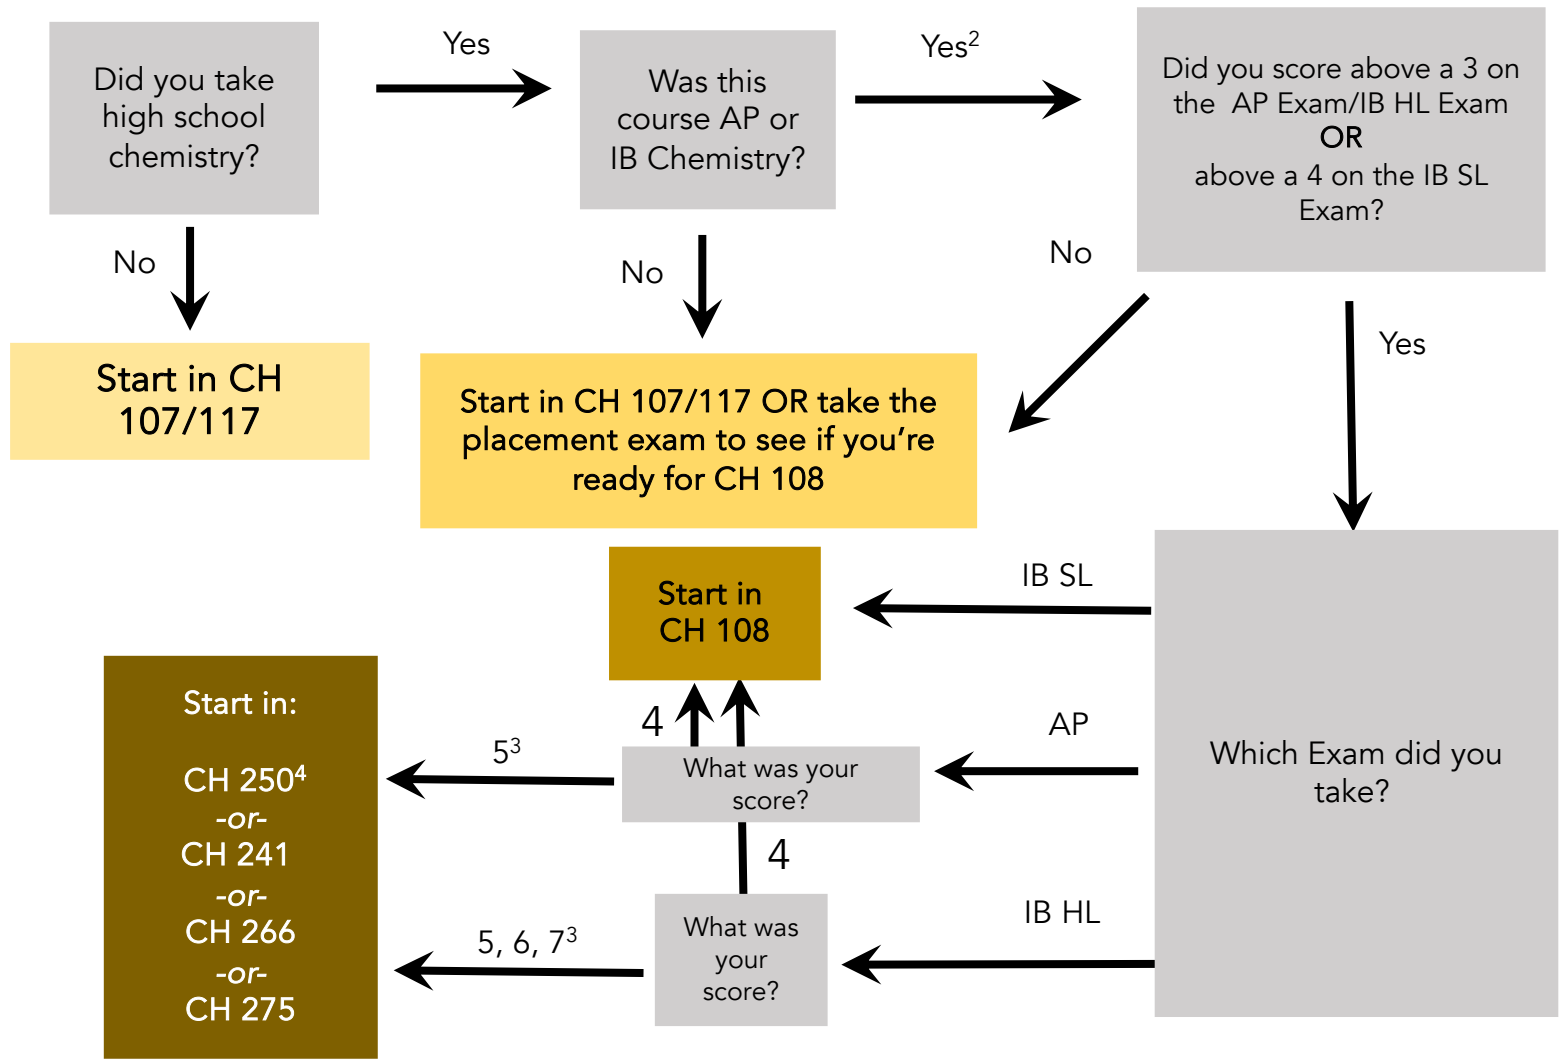 Did you take
high school
chemistry?
Yes
Was this
course AP or
IB Chemistry?
Yes²
Did you score above a 3 on
the AP Exam/IB HL Exam
OR
above a 4 on the IB SL
Exam?
No
No
No
Yes
Start in CH
107/117
Start in CH 107/117 OR take the
placement exam to see if you’re
ready for CH 108
Start in
CH 108
IB SL
Start in:
CH 250⁴
-or-
CH 241
-or-
CH 266
-or-
CH 275
5³
4
What was your
score?
AP
Which Exam did you
take?
4
5, 6, 7³
What was
your
score?
IB HL